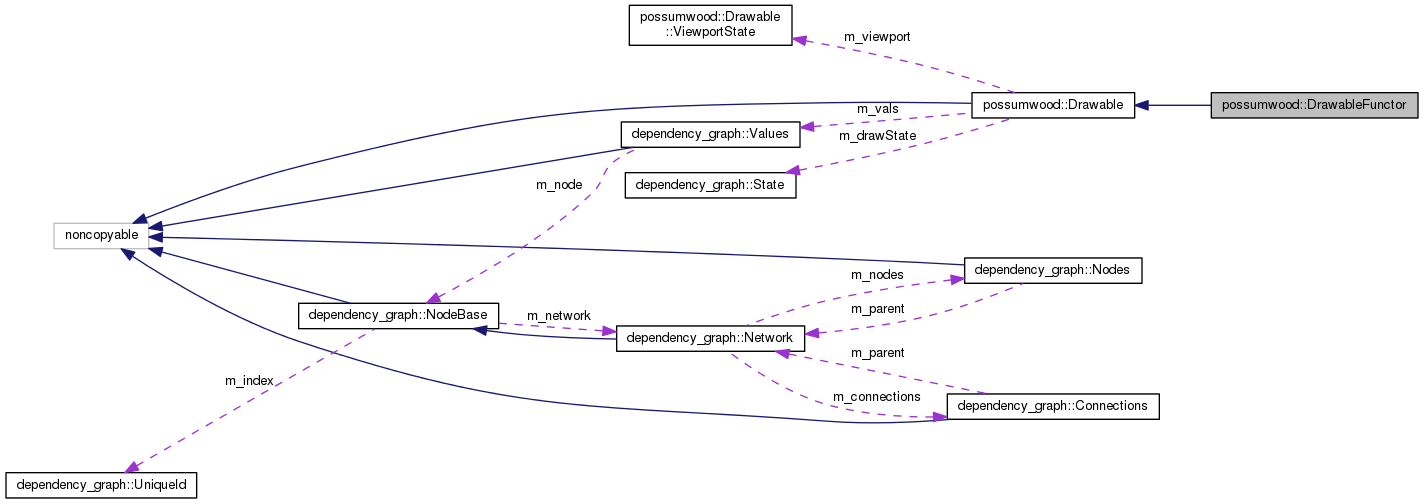 possumwood::Drawable
::ViewportState
m_viewport
possumwood::Drawable
possumwood::DrawableFunctor
m_vals
dependency_graph::Values
m_drawState
dependency_graph::State
m_node
noncopyable
dependency_graph::Nodes
m_nodes
m_parent
dependency_graph::NodeBase
m_network
dependency_graph::Network
m_parent
m_index
m_connections
dependency_graph::Connections
dependency_graph::UniqueId